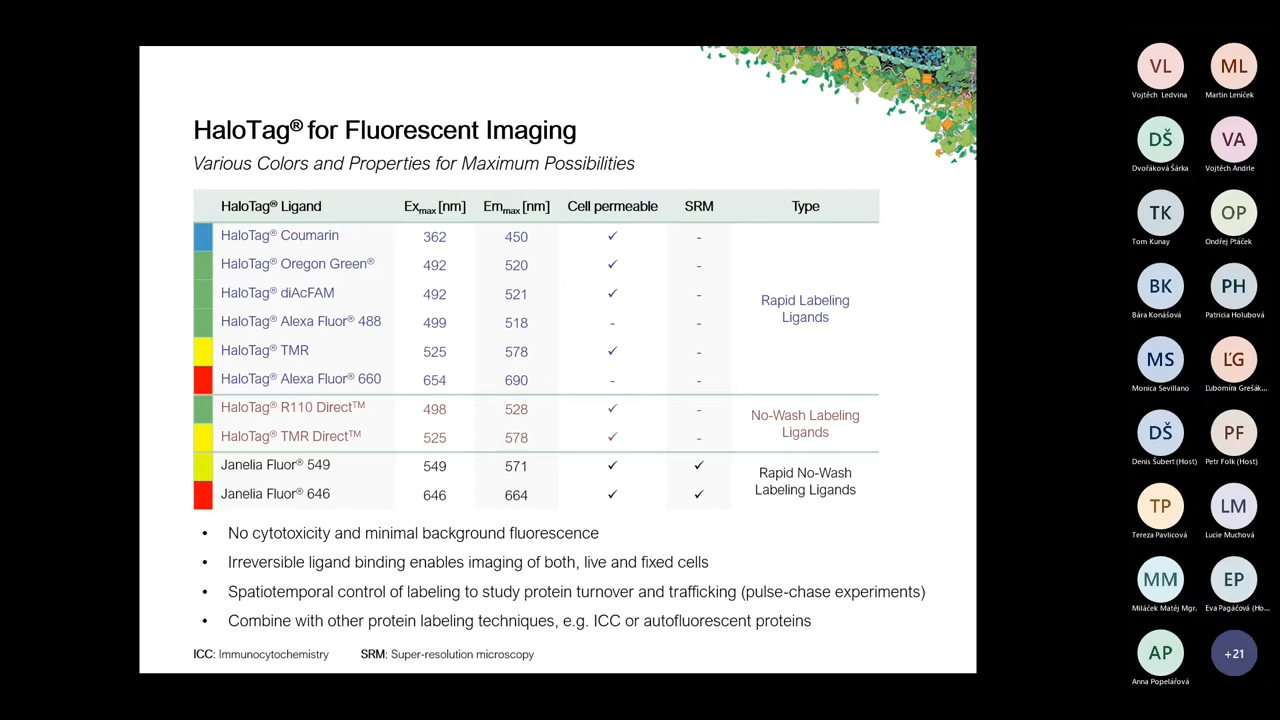 HaloTag® for Fluorescent Imaging
Various Colors and Properties for Maximum Possibilities
HaloTag® Ligand Exmax [nm] Emmax [nm] Cell permeable SRM Type
HaloTag® Coumarin 362 450 ✓ -
HaloTag® Oregon Green® 492 520 ✓ -
HaloTag® diAcFAM 492 521 ✓ -
Rapid Labeling
Ligands
HaloTag® Alexa Fluor® 488 499 518 - -
HaloTag® TMR 525 578 ✓ -
HaloTag® Alexa Fluor® 660 654 690 - -
HaloTag® R110 Direct™ 498 528 ✓ -
No-Wash Labeling
Ligands
HaloTag® TMR Direct™ 525 578 ✓ -
Janelia Fluor® 549 549 571 ✓ ✓
Rapid No-Wash
Labeling Ligands
Janelia Fluor® 646 646 664 ✓ ✓
• No cytotoxicity and minimal background fluorescence
• Irreversible ligand binding enables imaging of both, live and fixed cells
• Spatiotemporal control of labeling to study protein turnover and trafficking (pulse-chase experiments)
• Combine with other protein labeling techniques, e.g. ICC or autofluorescent proteins
ICC: Immunocytochemistry SRM: Super-resolution microscopy
VL ML
Vojtěch Ledvina Martin Leníček
DŠ VA
Dvořáková Šárka Vojtěch Andrle
TK OP
Tom Kunay Ondřej Ptáček
BK PH
Bára Konášová Patricia Holubová
MS ĽG
Monica Sevillano Ľubomíra Grešák...
DŠ PF
Denis Šubert (Host) Petr Folk (Host)
TP LM
Tereza Pavlicová Lucie Muchová
MM EP
Miláček Matěj Mgr. Eva Pagáčová (Ho...
AP +21
Anna Popelářová